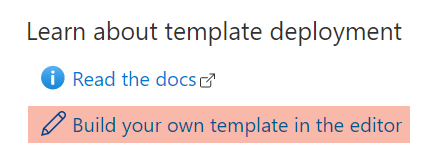 Learn about template deployment
Read the docs
Build your own template in the editor